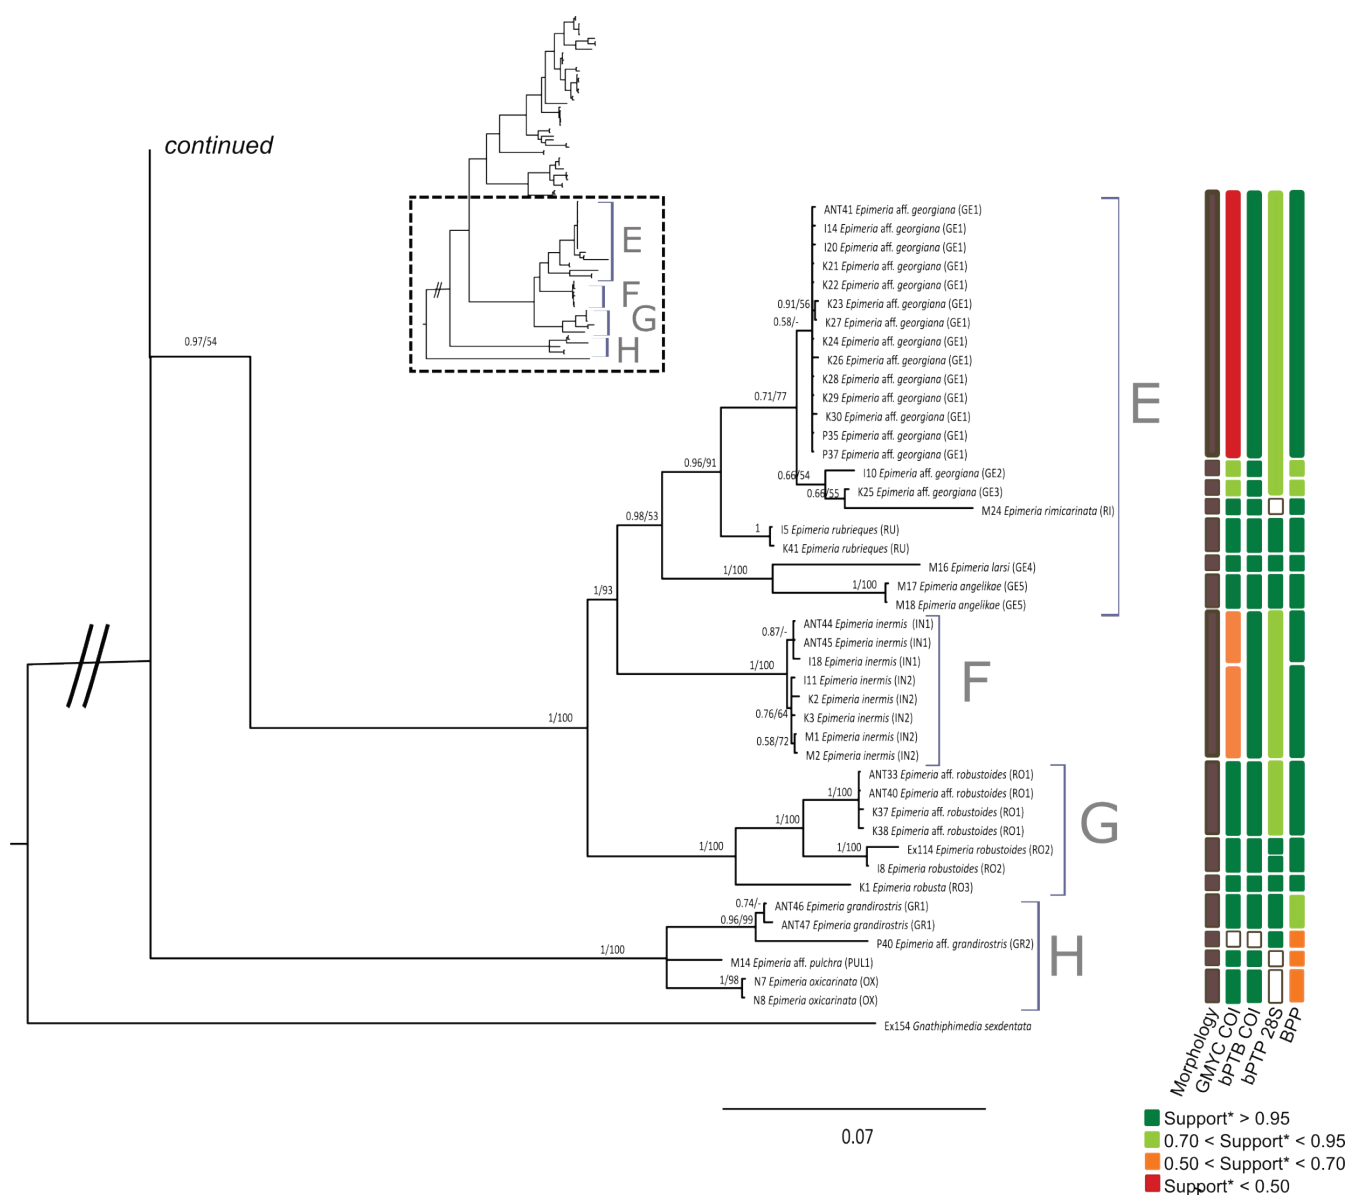 continued
E
F
G
H
0.97/54
ANT41 Epimeria aff. georgiana (GE1)
I14 Epimeria aff. georgiana (GE1)
I20 Epimeria aff. georgiana (GE1)
K21 Epimeria aff. georgiana (GE1)
K22 Epimeria aff. georgiana (GE1)
0.91/56
K23 Epimeria aff. georgiana (GE1)
0.58/-
K27 Epimeria aff. georgiana (GE1)
K24 Epimeria aff. georgiana (GE1)
K26 Epimeria aff. georgiana (GE1)
K28 Epimeria aff. georgiana (GE1)
0.71/77
K29 Epimeria aff. georgiana (GE1)
K30 Epimeria aff. georgiana (GE1)
P35 Epimeria aff. georgiana (GE1)
P37 Epimeria aff. georgiana (GE1)
E
0.96/91
0.66/54
I10 Epimeria aff. georgiana (GE2)
0.66/55
K25 Epimeria aff. georgiana (GE3)
M24 Epimeria rimicarinata (RI)
0.98/53
1
I5 Epimeria rubrieques (RU)
K41 Epimeria rubrieques (RU)
1/100
M16 Epimeria larsi (GE4)
1/100
M17 Epimeria angelikae (GE5)
M18 Epimeria angelikae (GE5)
1/93
ANT44 Epimeria inermis (IN1)
0.87/-
ANT45 Epimeria inermis (IN1)
I18 Epimeria inermis (IN1)
1/100
I11 Epimeria inermis (IN2)
K2 Epimeria inermis (IN2)
0.76/64
K3 Epimeria inermis (IN2)
0.58/72
M1 Epimeria inermis (IN2)
M2 Epimeria inermis (IN2)
F
1/100
ANT33 Epimeria aff. robustoides (RO1)
1/100
ANT40 Epimeria aff. robustoides (RO1)
K37 Epimeria aff. robustoides (RO1)
1/100
K38 Epimeria aff. robustoides (RO1)
1/100
1/100
Ex114 Epimeria robustoides (RO2)
I8 Epimeria robustoides (RO2)
K1 Epimeria robusta (RO3)
G
0.74/-
ANT46 Epimeria grandirostris (GR1)
0.96/99
ANT47 Epimeria grandirostris (GR1)
P40 Epimeria aff. grandirostris (GR2)
1/100
M14 Epimeria aff. pulchra (PUL1)
1/98
N7 Epimeria oxicarinata (OX)
N8 Epimeria oxicarinata (OX)
H
Ex154 Gnathiphimedia sexdentata
Morphology
GMYC COI
bPTB COI
bPTP 28S
BPP
0.07
Support* > 0.95
0.70 < Support* < 0.95
0.50 < Support* < 0.70
Support* < 0.50